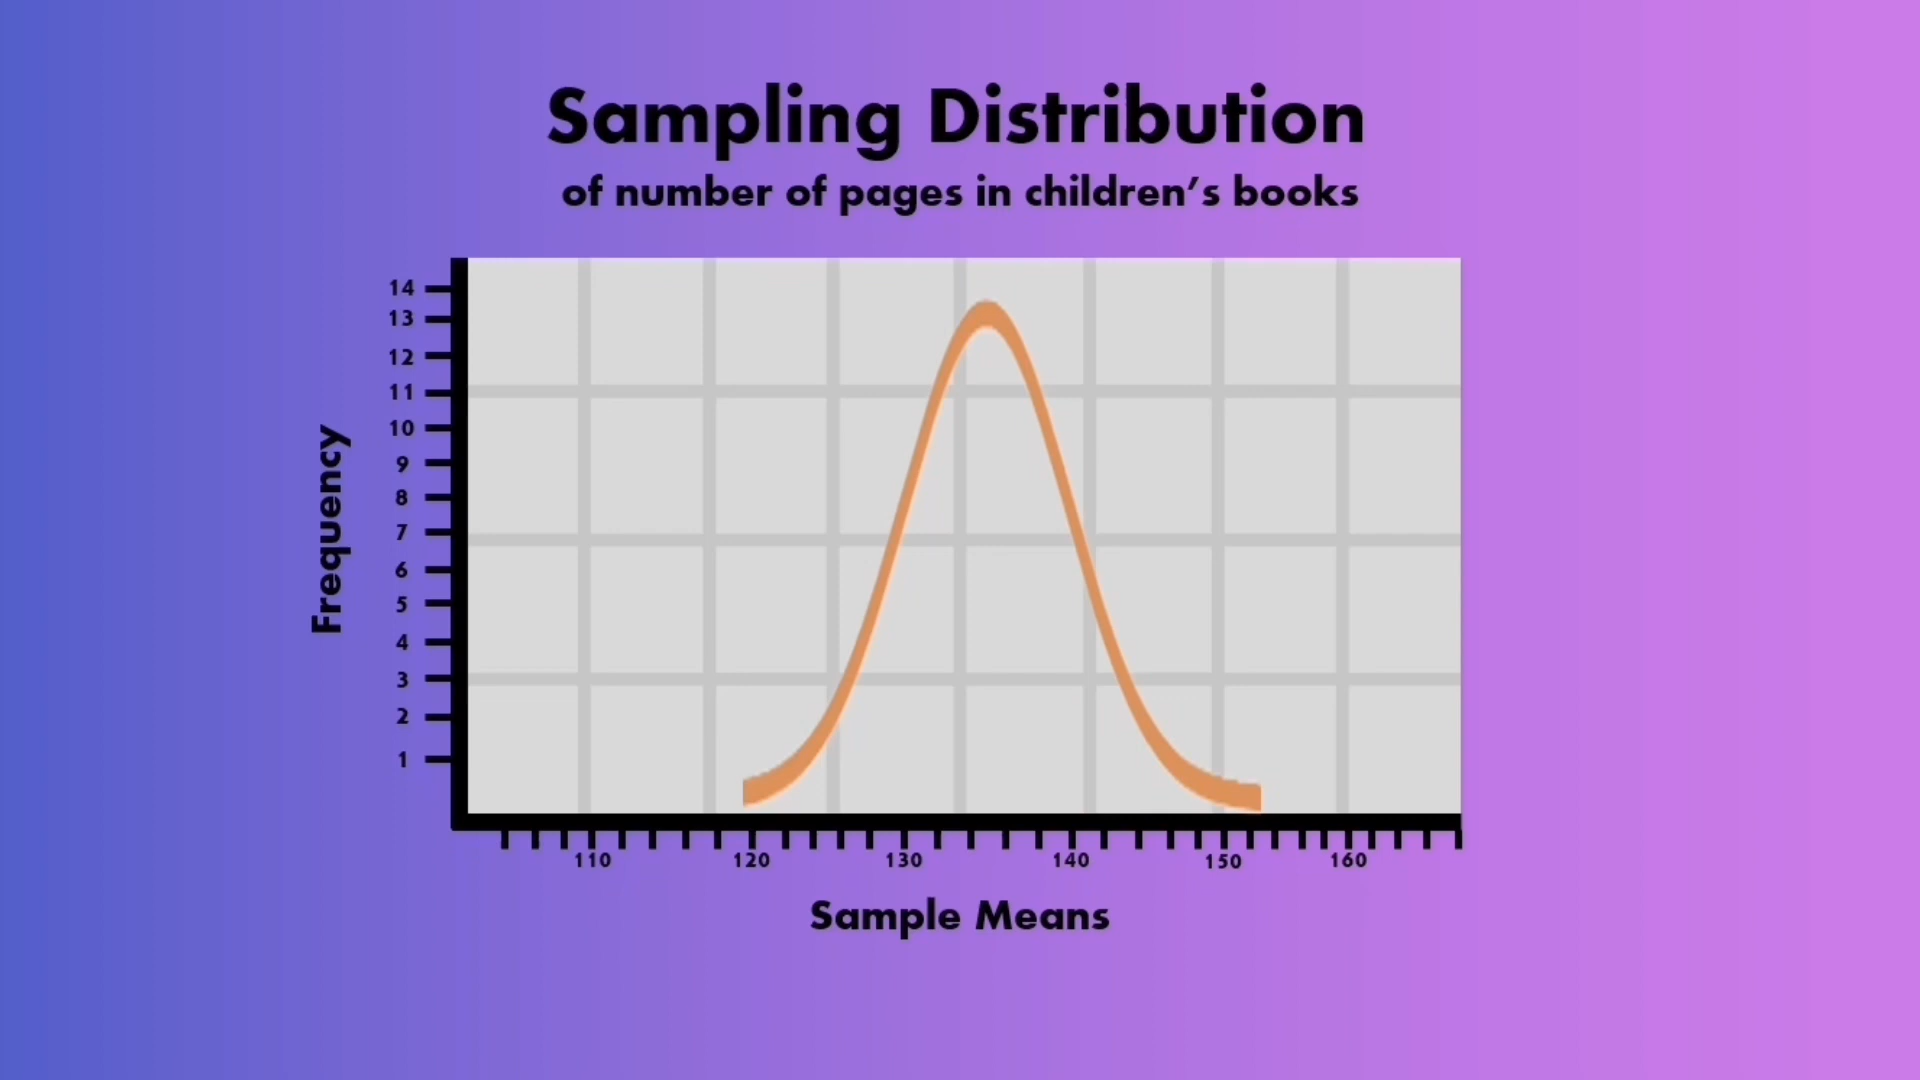 Sampling Distribution
of number of pages in children’s books
14
13
12
11
10
9
8
7
6
5
4
3
2
1
Frequency
110 120 130 140 150 160
Sample Means